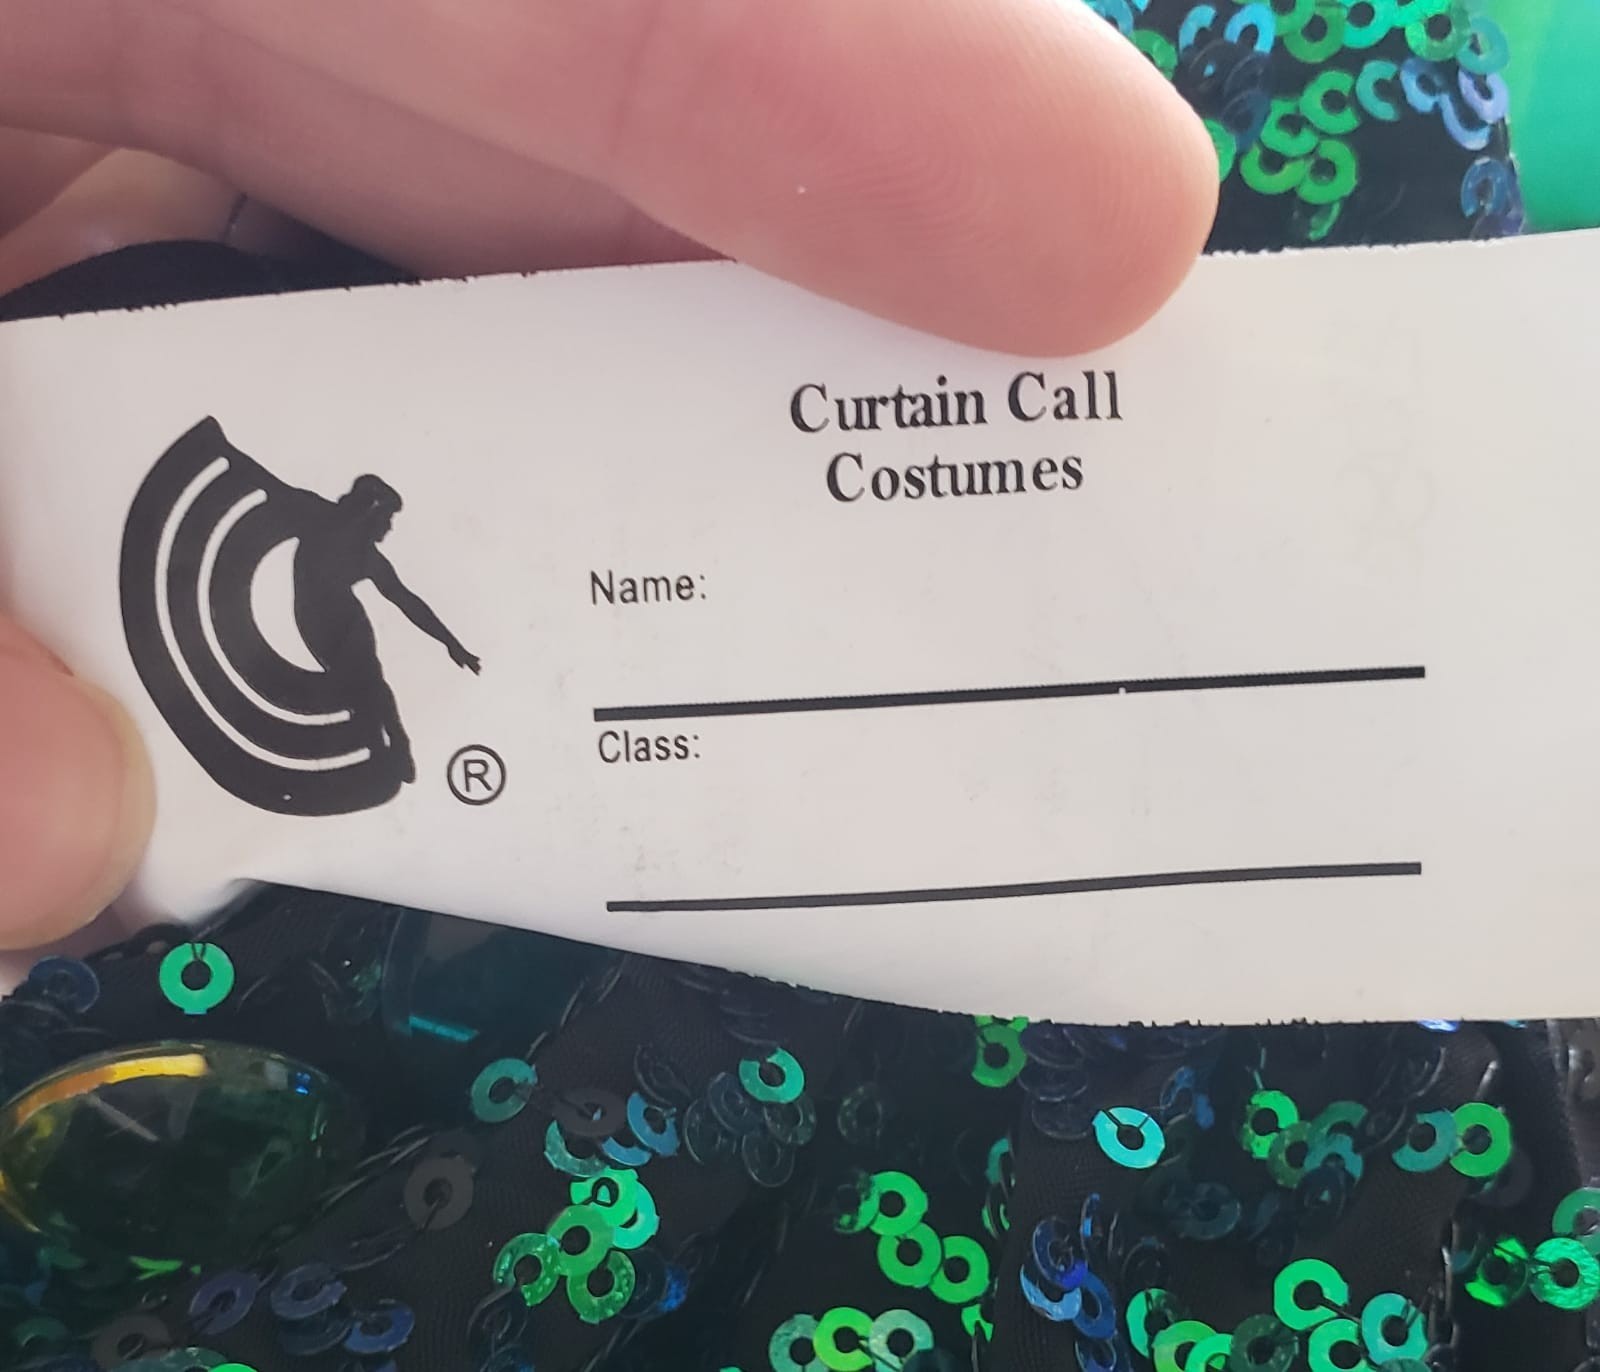 Curtain Call
Costumes
Name:
Class:
®